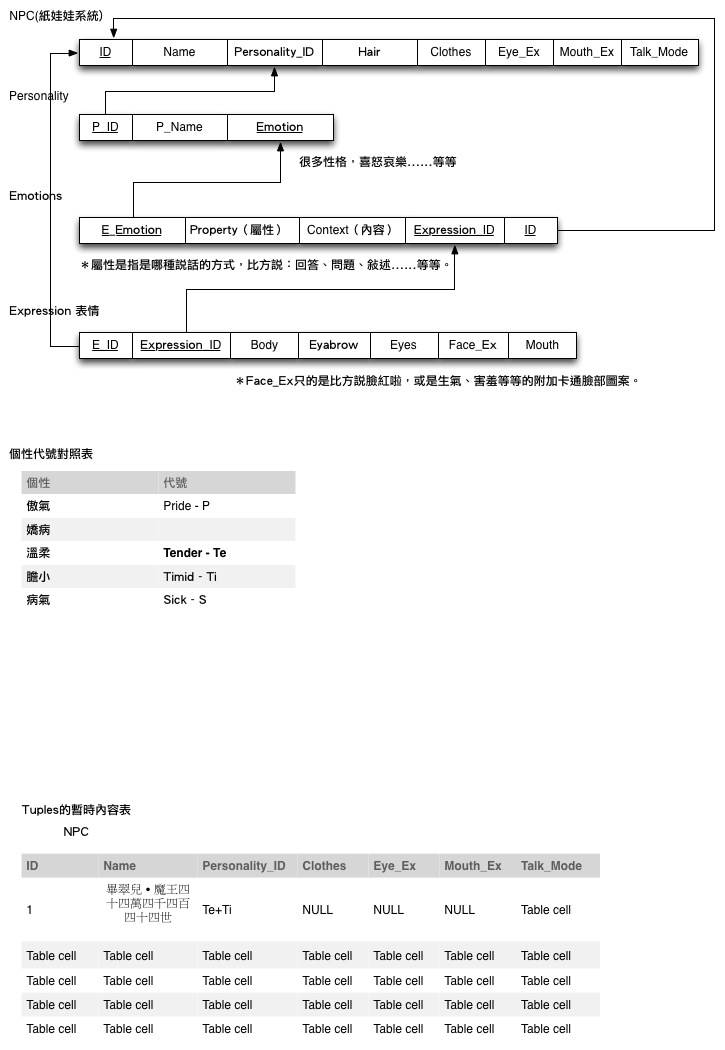 NPC(紙娃娃系統)
ID Name Personality_ID Hair Clothes Eye_Ex Mouth_Ex Talk_Mode
Personality
P_ID P_Name Emotion
很多性格，喜怒哀樂……等等
Emotions
E_Emotion Property（屬性） Context（內容） Expression_ID ID
＊屬性是指是哪種説話的方式，比方説：回答、問題、敍述……等等。
Expression 表情
E_ID Expression_ID Body Eyabrow Eyes Face_Ex Mouth
＊Face_Ex只的是比方説臉紅啦，或是生氣、害羞等等的附加卡通臉部圖案。
個性代號對照表
個性 代號
傲氣 Pride - P
嬌病
溫柔 Tender - Te
膽小 Timid - Ti
病氣 Sick - S
Tuples的暫時內容表
NPC
ID Name Personality_ID Clothes Eye_Ex Mouth_Ex Talk_Mode
畢翠兒•魔王四
1 十四萬四千四百 Te+Ti NULL NULL NULL Table cell
四十四世
Table cell Table cell Table cell Table cell Table cell Table cell Table cell
Table cell Table cell Table cell Table cell Table cell Table cell Table cell
Table cell Table cell Table cell Table cell Table cell Table cell Table cell
Table cell Table cell Table cell Table cell Table cell Table cell Table cell